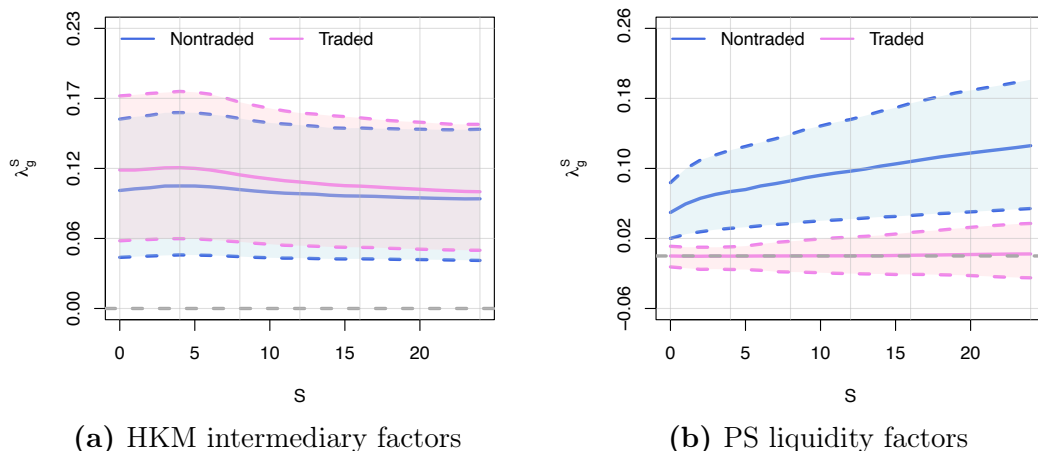 Nontraded Traded
0.23
0.17
0.12
0.06
0.00
λ_g^S
0 5 10 15 20
S
(a) HKM intermediary factors
Nontraded Traded
0.26
0.18
0.10
0.02
−0.06
λ_g^S
0 5 10 15 20
S
(b) PS liquidity factors